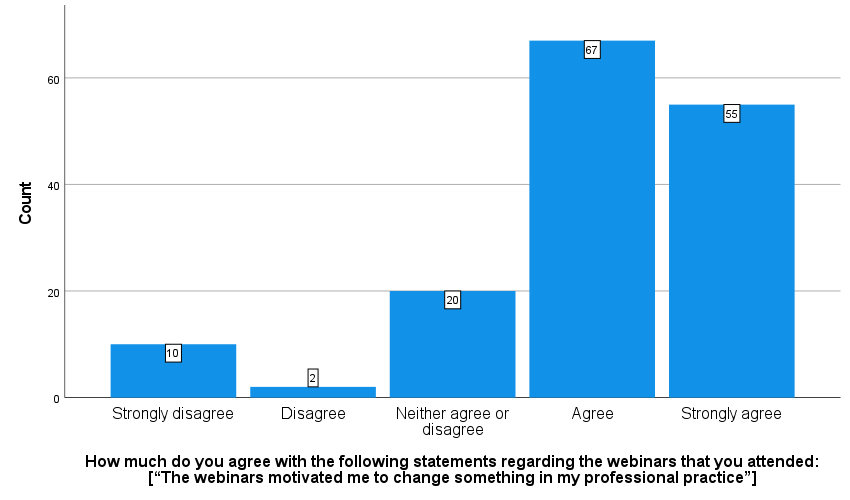 60
40
20
0
Count
10
2
20
67
55
Strongly disagree
Disagree
Neither agree or
disagree
Agree
Strongly agree
How much do you agree with the following statements regarding the webinars that you attended:
[“The webinars motivated me to change something in my professional practice”]